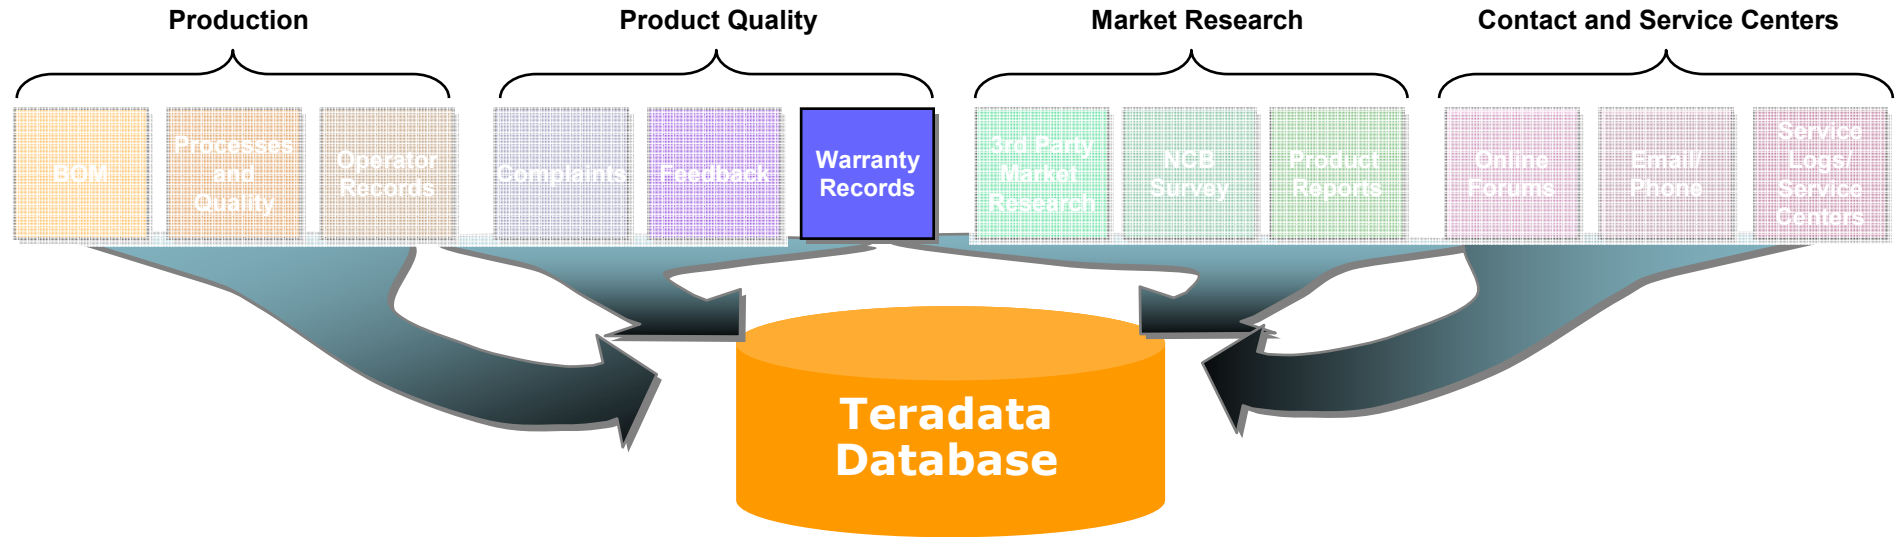 Production
Product Quality
Market Research
Contact and Service Centers
BOM
Processes
and
Quality
Operator
Records
Complaints
Feedback
Warranty
Records
3rd Party
Market
Research
NCB
Survey
Product
Reports
Online
Forums
Email/
Phone
Service
Logs/
Service
Centers
Teradata
Database